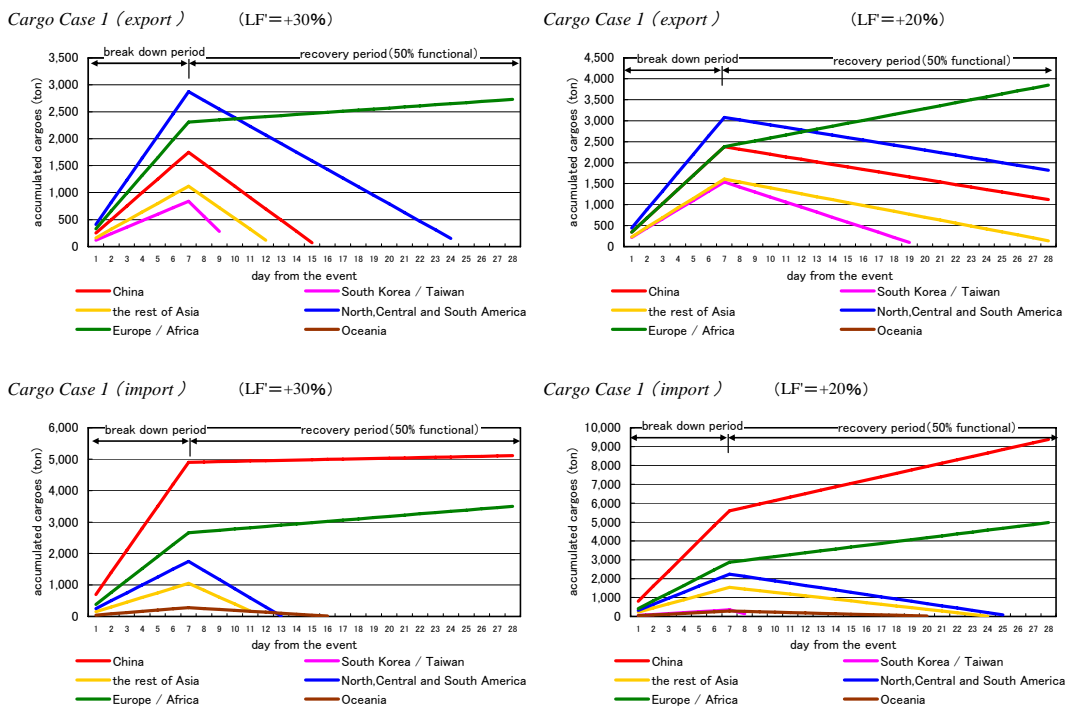 Cargo Case 1（export） (LF'＝+30%)
break down period recovery period(50% functional)
accumulated cargoes (ton)
3,500
3,000
2,500
2,000
1,500
1,000
500
0
1 2 3 4 5 6 7 8 9 10 11 12 13 14 15 16 17 18 19 20 21 22 23 24 25 26 27 28
day from the event
China South Korea / Taiwan
the rest of Asia North,Central and South America
Europe / Africa Oceania
Cargo Case 1（export） (LF'＝+20%)
break down period recovery period(50% functional)
accumulated cargoes (ton)
4,500
4,000
3,500
3,000
2,500
2,000
1,500
1,000
500
0
1 2 3 4 5 6 7 8 9 10 11 12 13 14 15 16 17 18 19 20 21 22 23 24 25 26 27 28
day from the event
China South Korea / Taiwan
the rest of Asia North,Central and South America
Europe / Africa Oceania
Cargo Case 1（import） (LF'＝+30%)
break down period recovery period(50% functional)
accumulated cargoes (ton)
6,000
5,000
4,000
3,000
2,000
1,000
0
1 2 3 4 5 6 7 8 9 10 11 12 13 14 15 16 17 18 19 20 21 22 23 24 25 26 27 28
day from the event
China South Korea / Taiwan
the rest of Asia North,Central and South America
Europe / Africa Oceania
Cargo Case 1（import） (LF'＝+20%)
break down period recovery period(50% functional)
accumulated cargoes (ton)
10,000
9,000
8,000
7,000
6,000
5,000
4,000
3,000
2,000
1,000
0
1 2 3 4 5 6 7 8 9 10 11 12 13 14 15 16 17 18 19 20 21 22 23 24 25 26 27 28
day from the event
China South Korea / Taiwan
the rest of Asia North,Central and South America
Europe / Africa Oceania